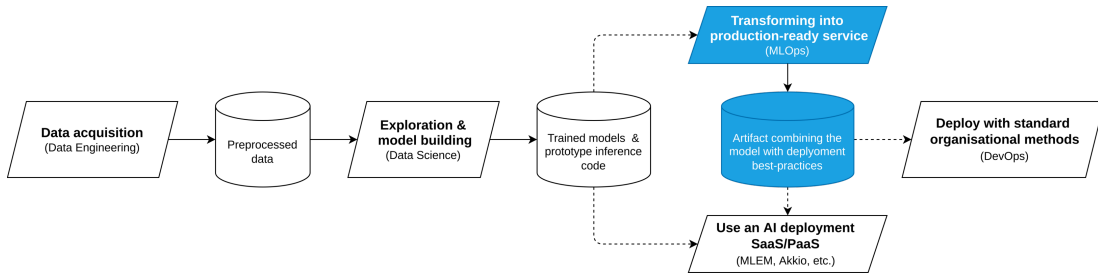 Data acquisition
(Data Engineering)
Preprocessed
data
Exploration &
model building
(Data Science)
Trained models &
prototype inference
code
Transforming into
production-ready service
(MLOps)
Artifact combining the
model with deplyoment
best-practices
Use an AI deployment
SaaS/PaaS
(MLEM, Akkio, etc.)
Deploy with standard
organisational methods
(DevOps)